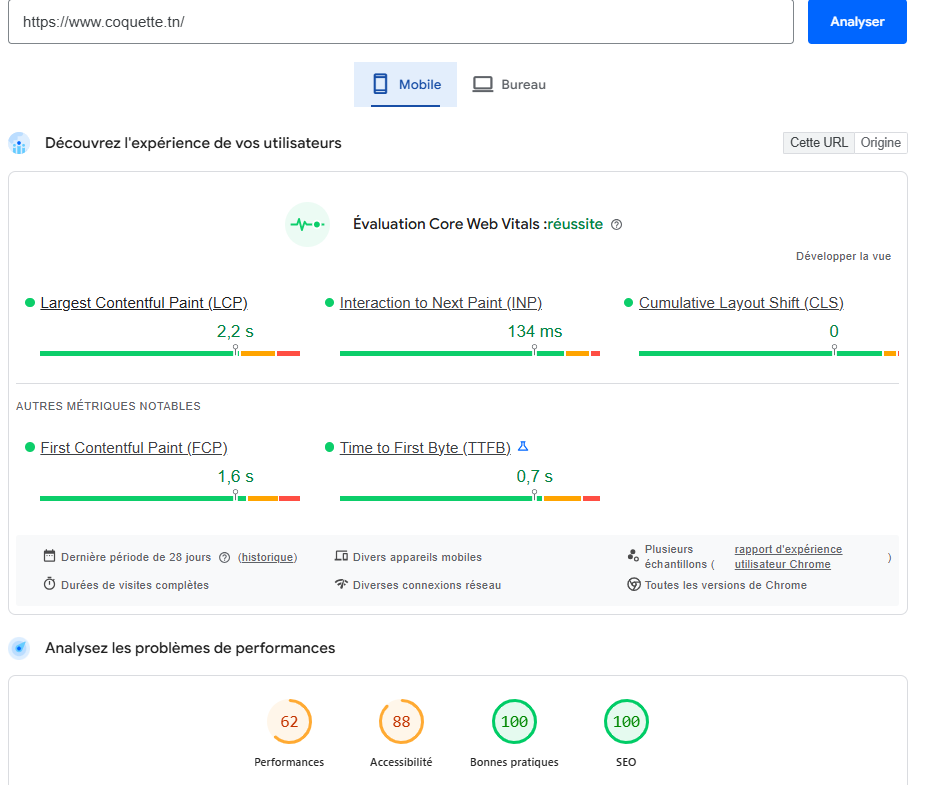 https://www.coquette.tn/
Analyser
Mobile
Bureau
Découvrez l'expérience de vos utilisateurs
Cette URL
Origine
Évaluation Core Web Vitals :réussite
Développer la vue
Largest Contentful Paint (LCP)
2,2 s
Interaction to Next Paint (INP)
134 ms
Cumulative Layout Shift (CLS)
0
AUTRES MÉTRIQUES NOTABLES
First Contentful Paint (FCP)
1,6 s
Time to First Byte (TTFB)
0,7 s
Dernière période de 28 jours (historique)
Divers appareils mobiles
Plusieurs
échantillons (
rapport d'expérience
utilisateur Chrome
)
Durées de visites complètes
Diverses connexions réseau
Toutes les versions de Chrome
Analysez les problèmes de performances
62
88
100
100
Performances
Accessibilité
Bonnes pratiques
SEO